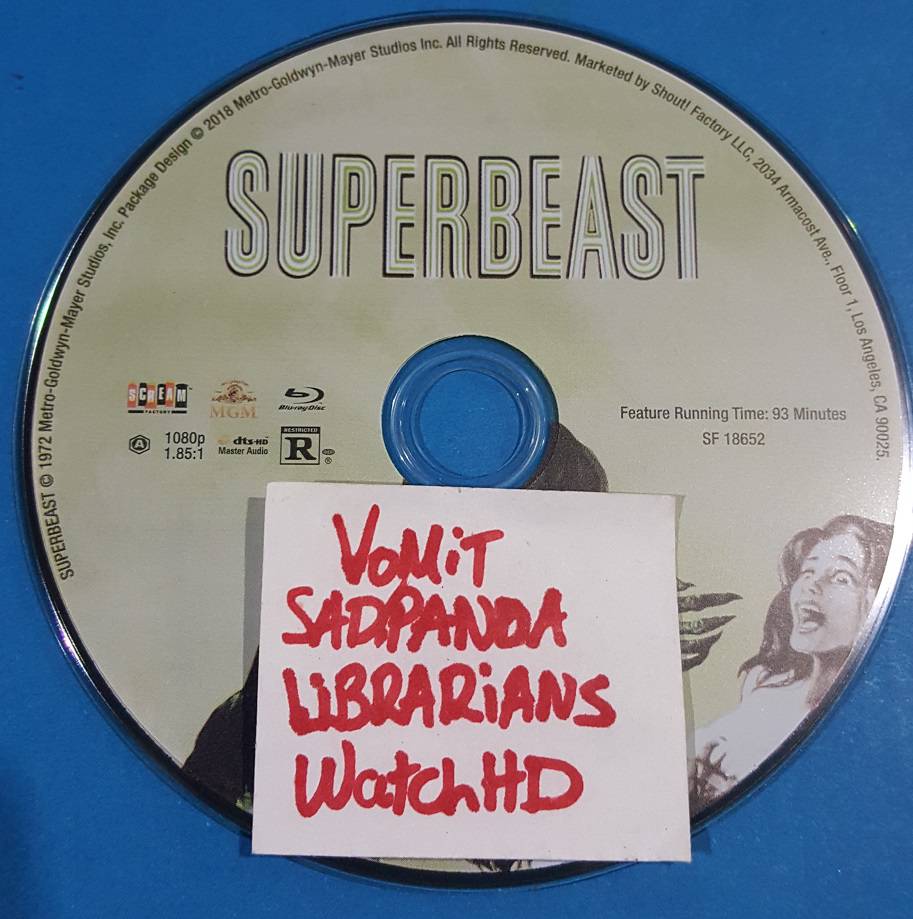 SUPERBEAST © 1972 Metro-Goldwyn-Mayer Studios, Inc. Package Design © 2018 Metro-Goldwyn-Mayer Studios Inc. All Rights Reserved. Marketed by Shout! Factory LLC, 2034 Armacost Ave., Floor 1, Los Angeles, CA 90025.
SUPERBEAST
SCREAM
FACTORY
MGM
Blu-ray Disc
A
1080p
1.85:1
dts-HD
Master Audio
RESTRICTED
R
®
Feature Running Time: 93 Minutes
SF 18652
VOMiT
SADPANDA
LiBRARiANS
WatchHD